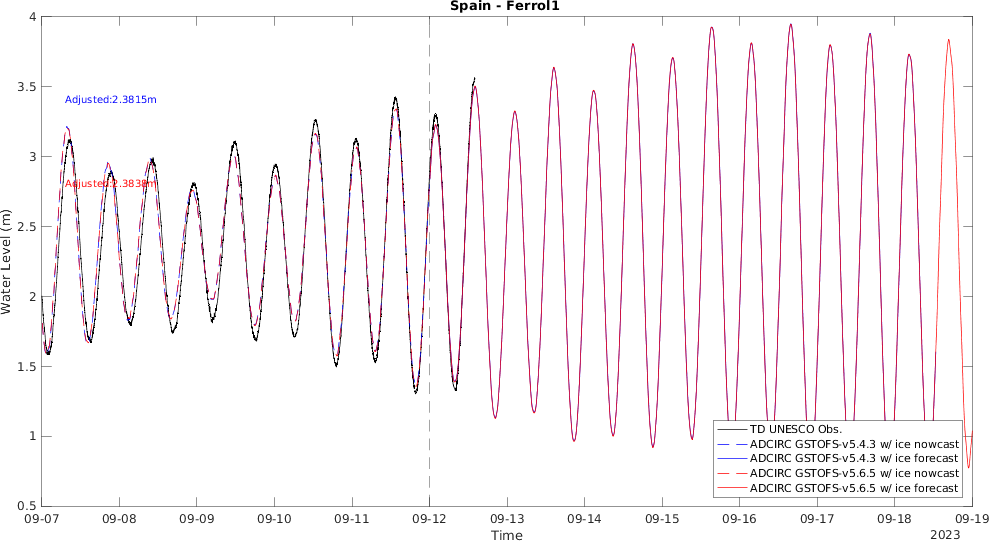 Spain - Ferrol1
4
3.5
3
2.5
2
1.5
1
0.5
Water Level (m)
Adjusted:2.3815m
Adjusted:2.3838m
TD UNESCO Obs.
ADCIRC GSTOFS-v5.4.3 w/ ice nowcast
ADCIRC GSTOFS-v5.4.3 w/ ice forecast
ADCIRC GSTOFS-v5.6.5 w/ ice nowcast
ADCIRC GSTOFS-v5.6.5 w/ ice forecast
09-07 09-08 09-09 09-10 09-11 09-12 09-13 09-14 09-15 09-16 09-17 09-18 09-19
Time
2023